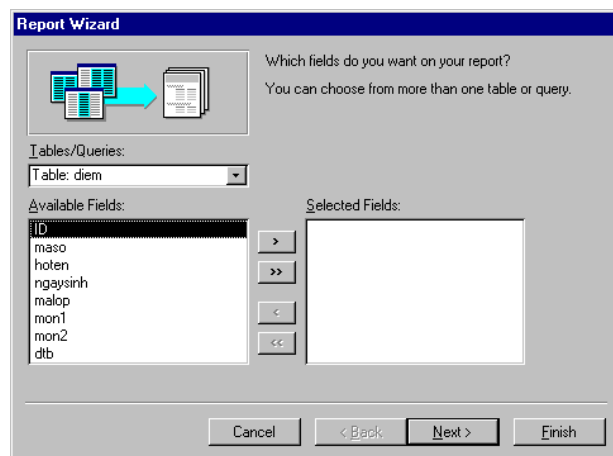 Report Wizard
Which fields do you want on your report?
You can choose from more than one table or query.
Tables/Queries:
Table: diem
Available Fields:
Selected Fields:
ID
maso
hoten
ngaysinh
malop
mon1
mon2
dtb
>
>>
<
<<
Cancel
< Back
Next >
Finish